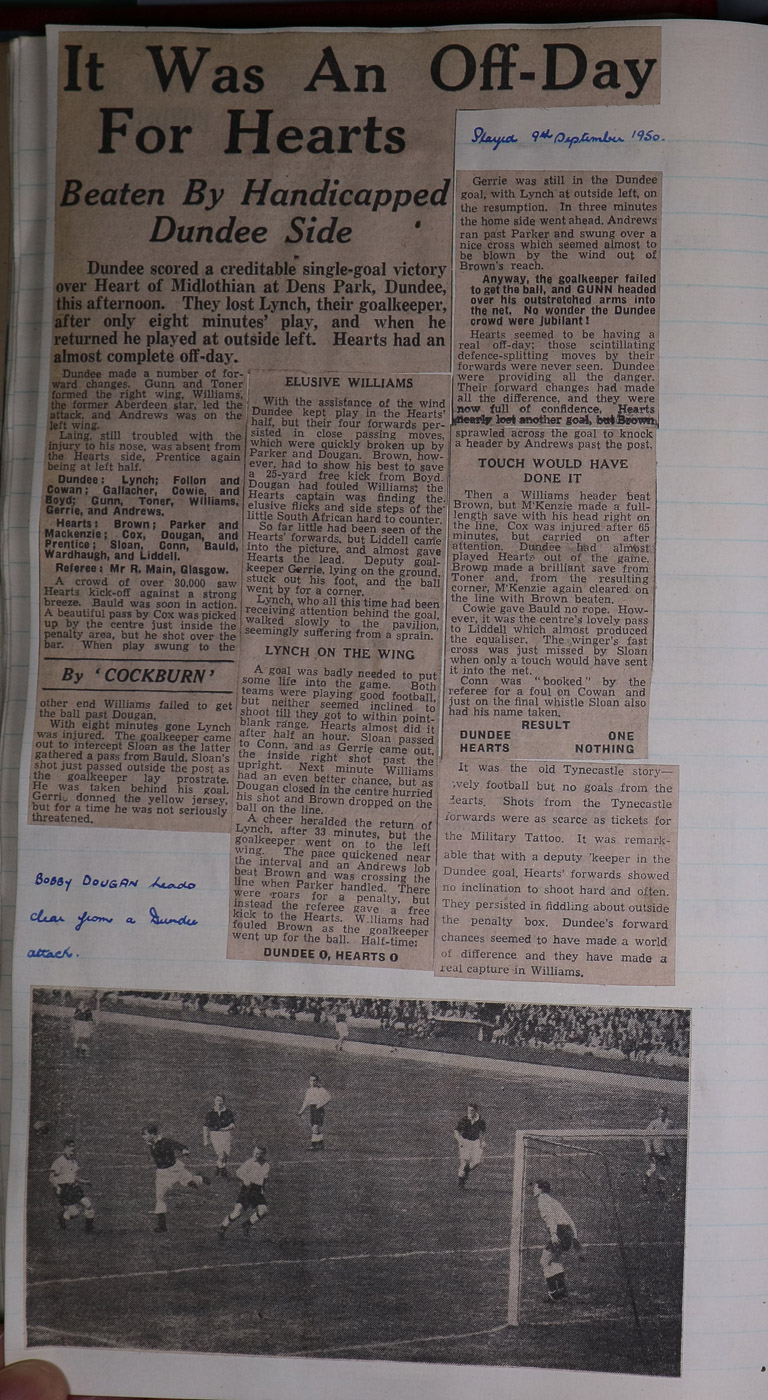 It Was An Off-Day
For Hearts
Beaten By Handicapped
Dundee Side
Dundee scored a creditable single-goal victory
over Heart of Midlothian at Dens Park, Dundee,
this afternoon. They lost Lynch, their goalkeeper,
after only eight minutes' play, and when he
returned he played at outside left. Hearts had an
almost complete off-day.
Dundee made a number of for-
ward changes. Gunn and Toner
formed the right wing, Williams,
the former Aberdeen star, led the
attack, and Andrews was on the
left wing.
Laing, still troubled with the
injury to his nose, was absent from
the Hearts side, Prentice again
being at left half.
Dundee: Lynch; Follon and
Cowan; Gallacher, Cowie, and
Boyd; Gunn, Toner, Williams,
Gerrie, and Andrews.
Hearts: Brown; Parker and
Mackenzie; Cox, Dougan, and
Prentice; Sloan, Conn, Bauld,
Wardhaugh, and Liddell.
Referee: Mr R. Main, Glasgow.
A crowd of over 30,000 saw
Hearts kick-off against a strong
breeze. Bauld was soon in action.
A beautiful pass by Cox was picked
up by the centre just inside the
penalty area, but he shot over the
bar. When play swung to the
By 'COCKBURN'
other end Williams failed to get
the ball past Dougan.
With eight minutes gone Lynch
was injured. The goalkeeper came
out to intercept Sloan as the latter
gathered a pass from Bauld. Sloan's
shot just passed outside the post as
the goalkeeper lay prostrate.
He was taken behind his goal.
Gerrie donned the yellow jersey,
but for a time he was not seriously
threatened.
ELUSIVE WILLIAMS
With the assistance of the wind
Dundee kept play in the Hearts'
half, but their four forwards per-
sisted in close passing moves,
which were quickly broken up by
Parker and Dougan. Brown, how-
ever, had to show his best to save
a 25-yard free kick from Boyd.
Dougan had fouled Williams; the
Hearts captain was finding the
elusive flicks and side steps of the
little South African hard to counter.
So far little had been seen of the
Hearts' forwards, but Liddell came
into the picture, and almost gave
Hearts the lead. Deputy goal-
keeper Gerrie, lying on the ground,
stuck out his foot, and the ball
went by for a corner.
Lynch, who all this time had been
receiving attention behind the goal,
walked slowly to the pavilion,
seemingly suffering from a sprain.
LYNCH ON THE WING
A goal was badly needed to put
some life into the game. Both
teams were playing good football,
but neither seemed inclined to
shoot till they got to within point-
blank range. Hearts almost did it
after half an hour. Sloan passed
to Conn, and as Gerrie came out,
the inside right shot past the
upright. Next minute Williams
had an even better chance, but as
Dougan closed in the centre hurried
his shot and Brown dropped on the
ball on the line.
A cheer heralded the return of
Lynch, after 33 minutes, but the
goalkeeper went on to the left
wing. The pace quickened near
the interval and an Andrews lob
beat Brown and was crossing the
line when Parker handled. There
were roars for a penalty, but
instead the referee gave a free
kick to the Hearts. Williams had
fouled Brown as the goalkeeper
went up for the ball. Half-time:
DUNDEE 0, HEARTS 0
Played 9th September 1950.
Gerrie was still in the Dundee
goal, with Lynch at outside left, on
the resumption. In three minutes
the home side went ahead. Andrews
ran past Parker and swung over a
nice cross which seemed almost to
be blown by the wind out of
Brown's reach.
Anyway, the goalkeeper failed
to get the ball, and GUNN headed
over his outstretched arms into
the net. No wonder the Dundee
crowd were jubilant!
Hearts seemed to be having a
real off-day; those scintillating
defence-splitting moves by their
forwards were never seen. Dundee
were providing all the danger.
Their forward changes had made
all the difference, and they were
now full of confidence. Hearts
nearly lost another goal, but Brown,
sprawled across the goal to knock
a header by Andrews past the post.
TOUCH WOULD HAVE
DONE IT
Then a Williams header beat
Brown, but M'Kenzie made a full-
length save with his head right on
the line. Cox was injured after 65
minutes, but carried on after
attention. Dundee had almost
played Hearts out of the game.
Brown made a brilliant save from
Toner and, from the resulting
corner, M'Kenzie again cleared on
the line with Brown beaten.
Cowie gave Bauld no rope. How-
ever, it was the centre's lovely pass
to Liddell which almost produced
the equaliser. The winger's fast
cross was just missed by Sloan
when only a touch would have sent
it into the net.
Conn was "booked" by the
referee for a foul on Cowan and
just on the final whistle Sloan also
had his name taken.
RESULT
DUNDEE ONE
HEARTS NOTHING
It was the old Tynecastle story—
ively football but no goals from the
Hearts. Shots from the Tynecastle
forwards were as scarce as tickets for
the Military Tattoo. It was remark-
able that with a deputy 'keeper in the
Dundee goal, Hearts' forwards showed
no inclination to shoot hard and often.
They persisted in fiddling about outside
the penalty box. Dundee's forward
chances seemed to have made a world
of difference and they have made a
real capture in Williams.
BOBBY DOUGAN heads
clear from a Dundee
attack.